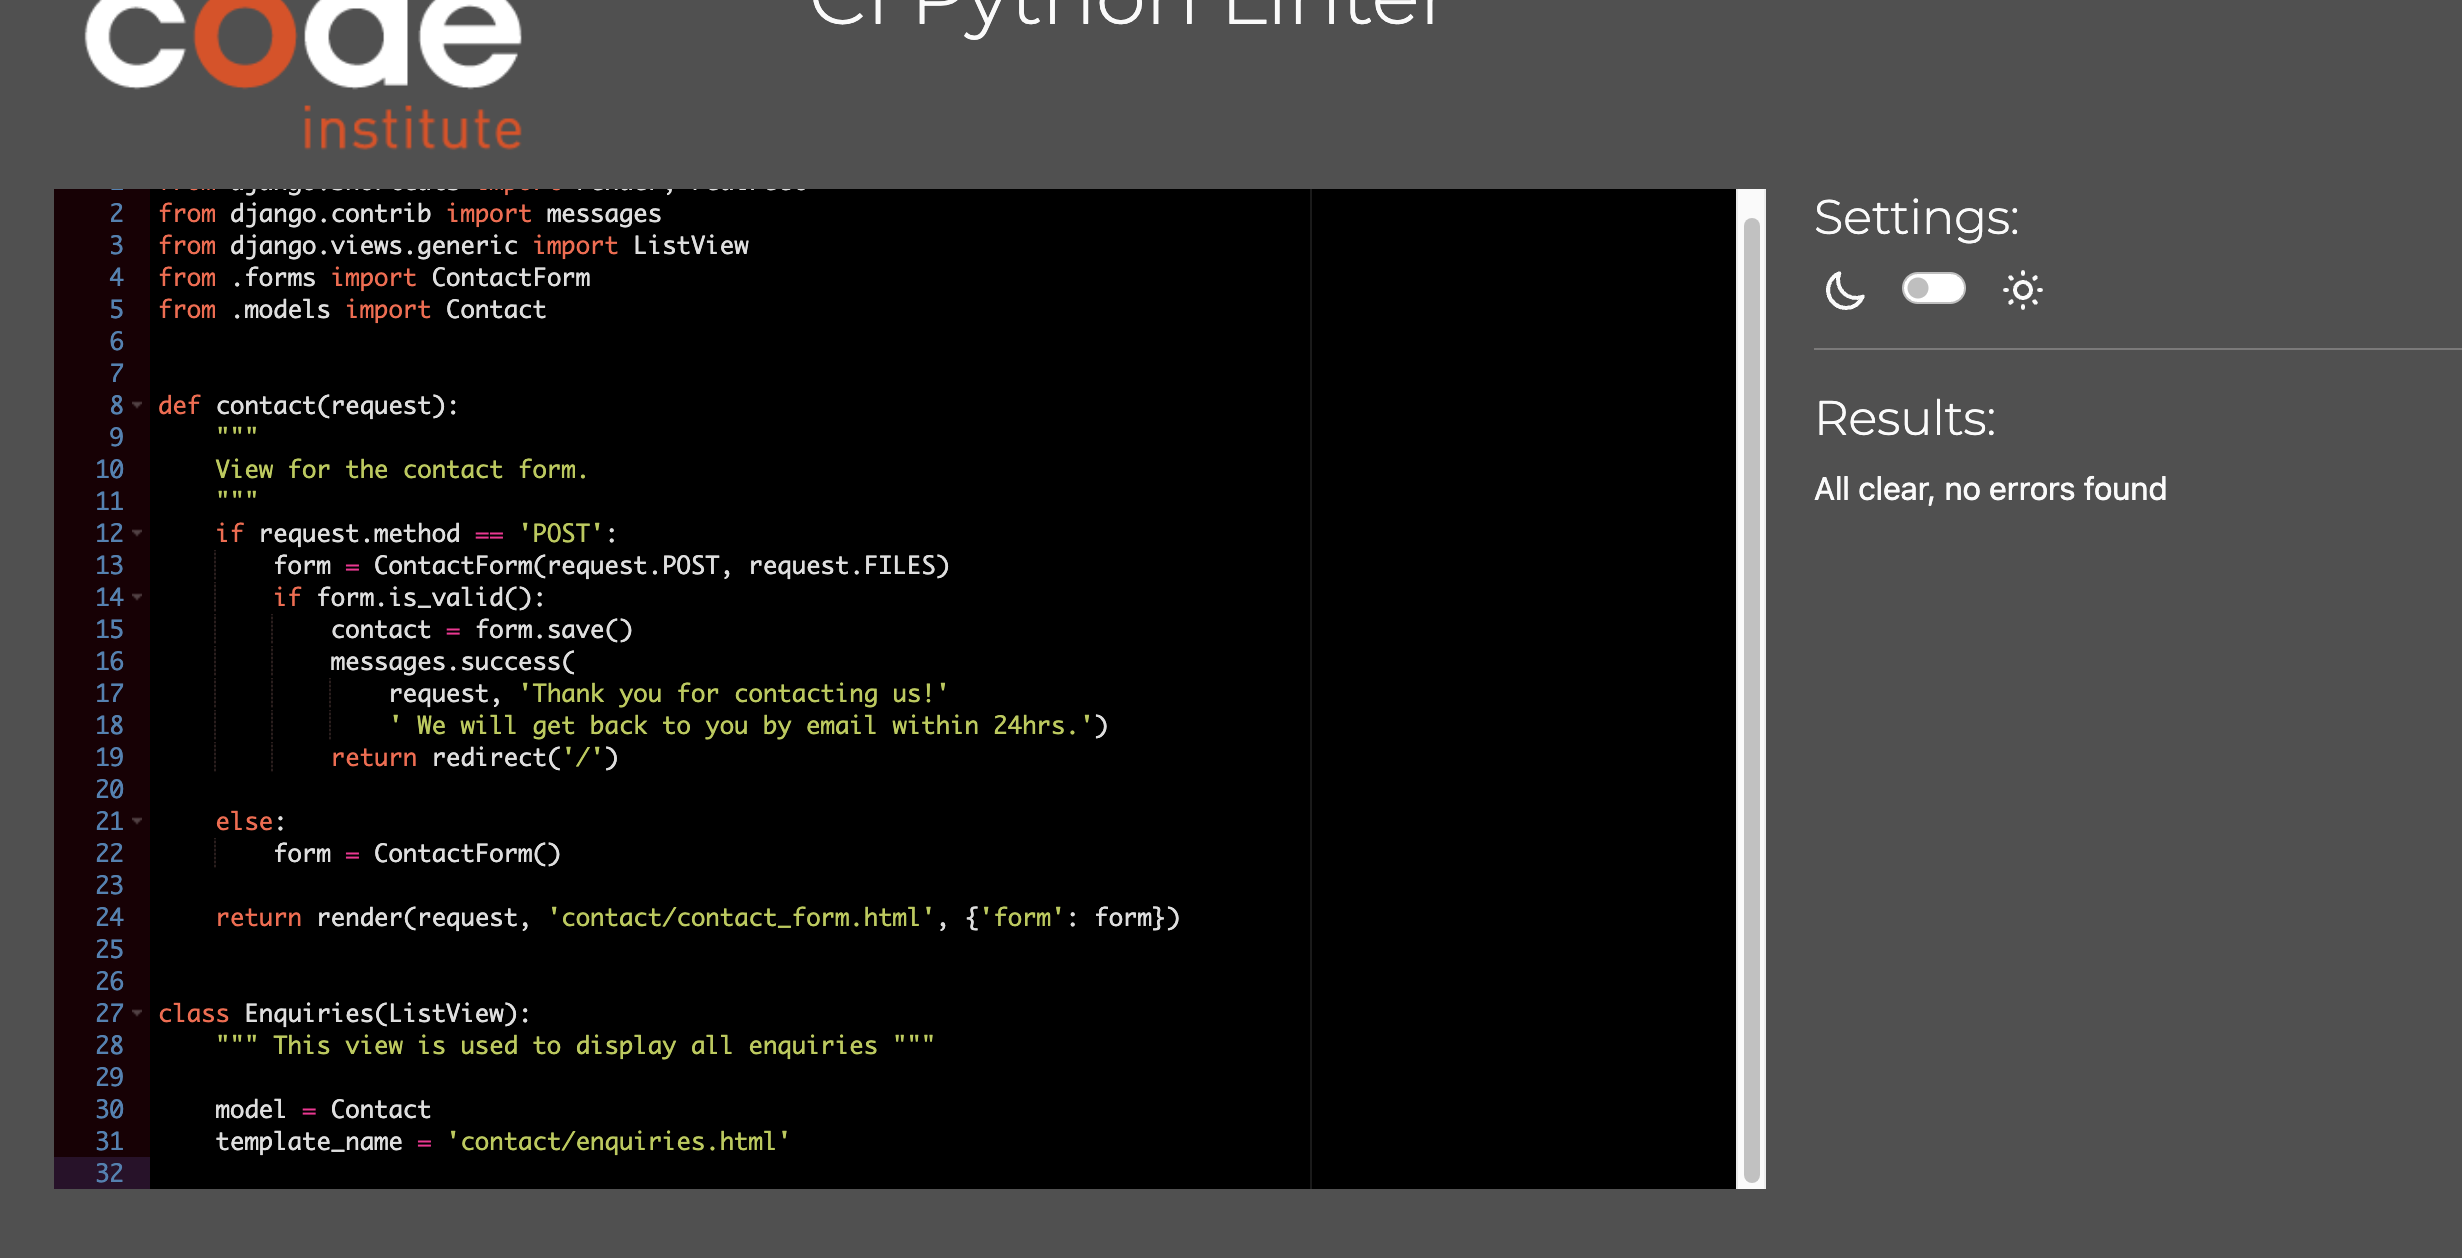 code
institute
CI Python Linter
from django.shortcuts import render, redirect
2 from django.contrib import messages
3 from django.views.generic import ListView
4 from .forms import ContactForm
5 from .models import Contact
6
7
8 def contact(request):
9     """
10     View for the contact form.
11     """
12     if request.method == 'POST':
13         form = ContactForm(request.POST, request.FILES)
14         if form.is_valid():
15             contact = form.save()
16             messages.success(
17                 request, 'Thank you for contacting us!'
18                 ' We will get back to you by email within 24hrs.')
19             return redirect('/')
20
21     else:
22         form = ContactForm()
23
24     return render(request, 'contact/contact_form.html', {'form': form})
25
26
27 class Enquiries(ListView):
28     """ This view is used to display all enquiries """
29
30     model = Contact
31     template_name = 'contact/enquiries.html'
32
Settings:
Results:
All clear, no errors found